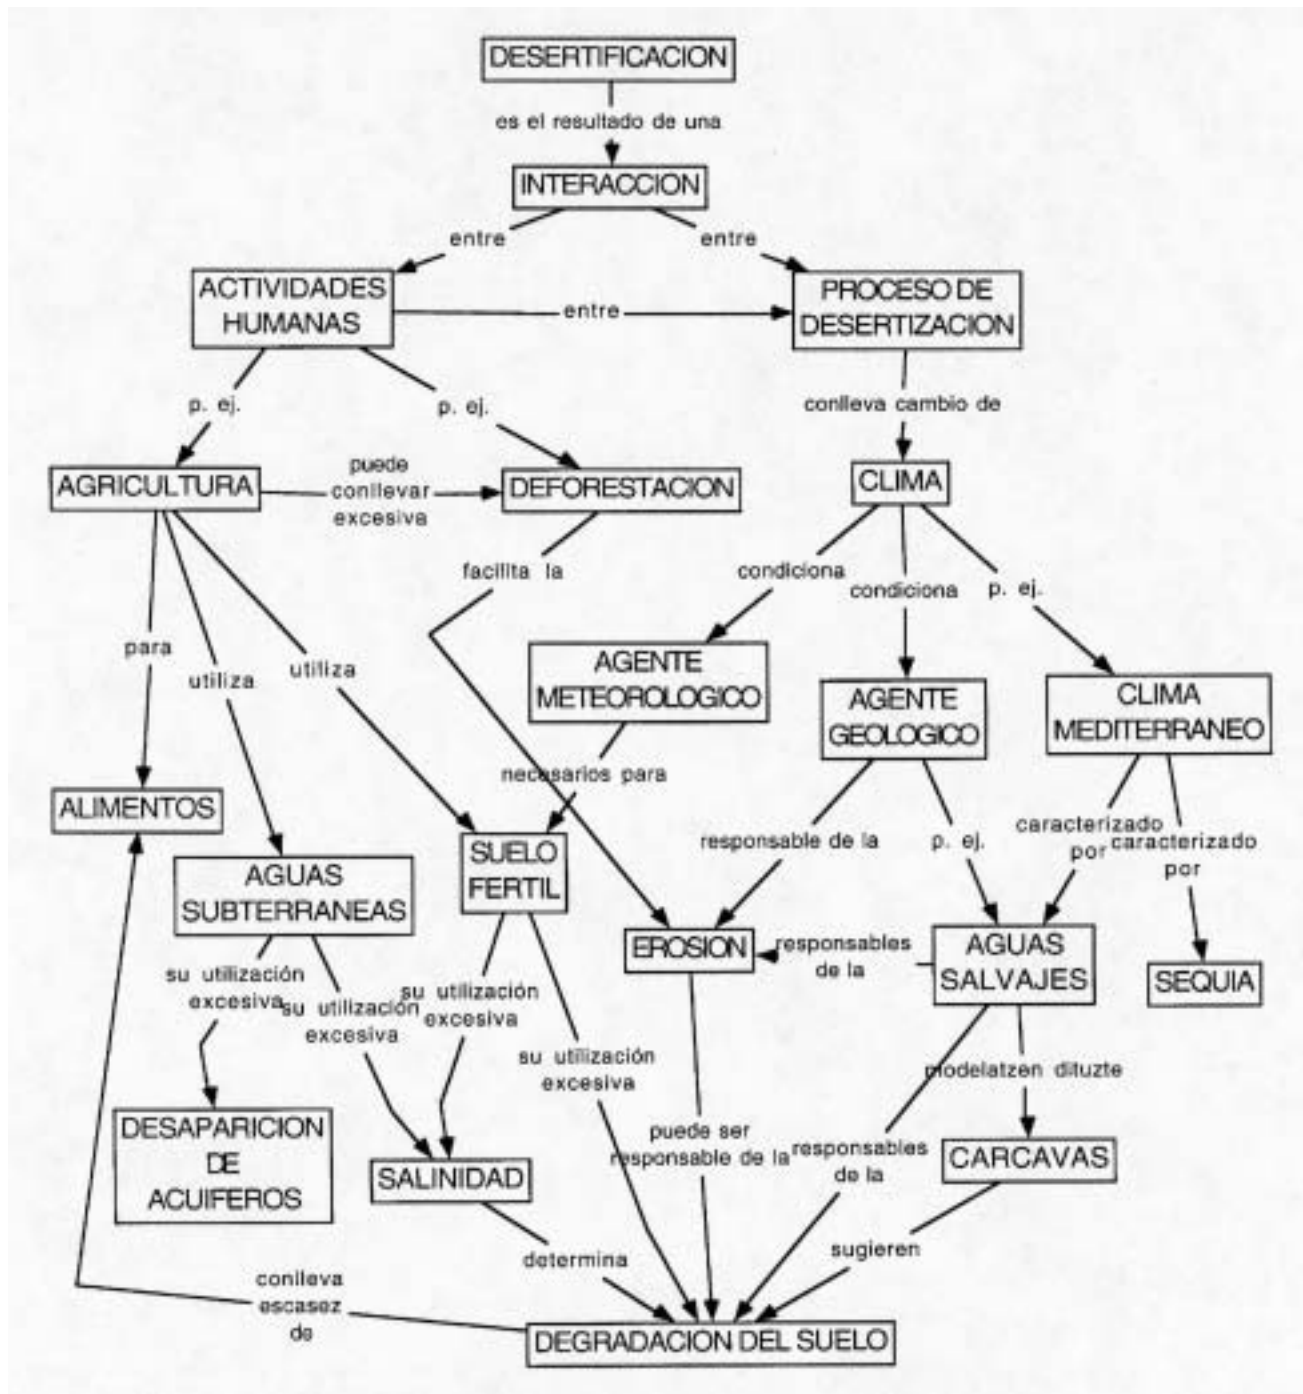 DESERTIFICACION
es el resultado de una
INTERACCION
entre
entre
ACTIVIDADES
HUMANAS
entre
PROCESO DE
DESERTIZACION
p. ej.
p. ej.
conlleva cambio de
AGRICULTURA
puede
conllevar
excesiva
DEFORESTACION
CLIMA
facilita la
condiciona
condiciona
p. ej.
para
utiliza
utiliza
AGENTE
METEOROLOGICO
AGENTE
GEOLOGICO
CLIMA
MEDITERRANEO
necesarios para
ALIMENTOS
SUELO
FERTIL
responsable de la
p. ej.
caracterizado
por
caracterizado
por
AGUAS
SUBTERRANEAS
EROSION
responsables
de la
AGUAS
SALVAJES
SEQUIA
su utilización
excesiva
su utilización
excesiva
su utilización
excesiva
su utilización
excesiva
modelatzen dituzte
DESAPARICION
DE
ACUIFEROS
SALINIDAD
puede ser
responsable de la
responsables
de la
CARCAVAS
determina
sugieren
conlleva
escasez
de
DEGRADACION DEL SUELO